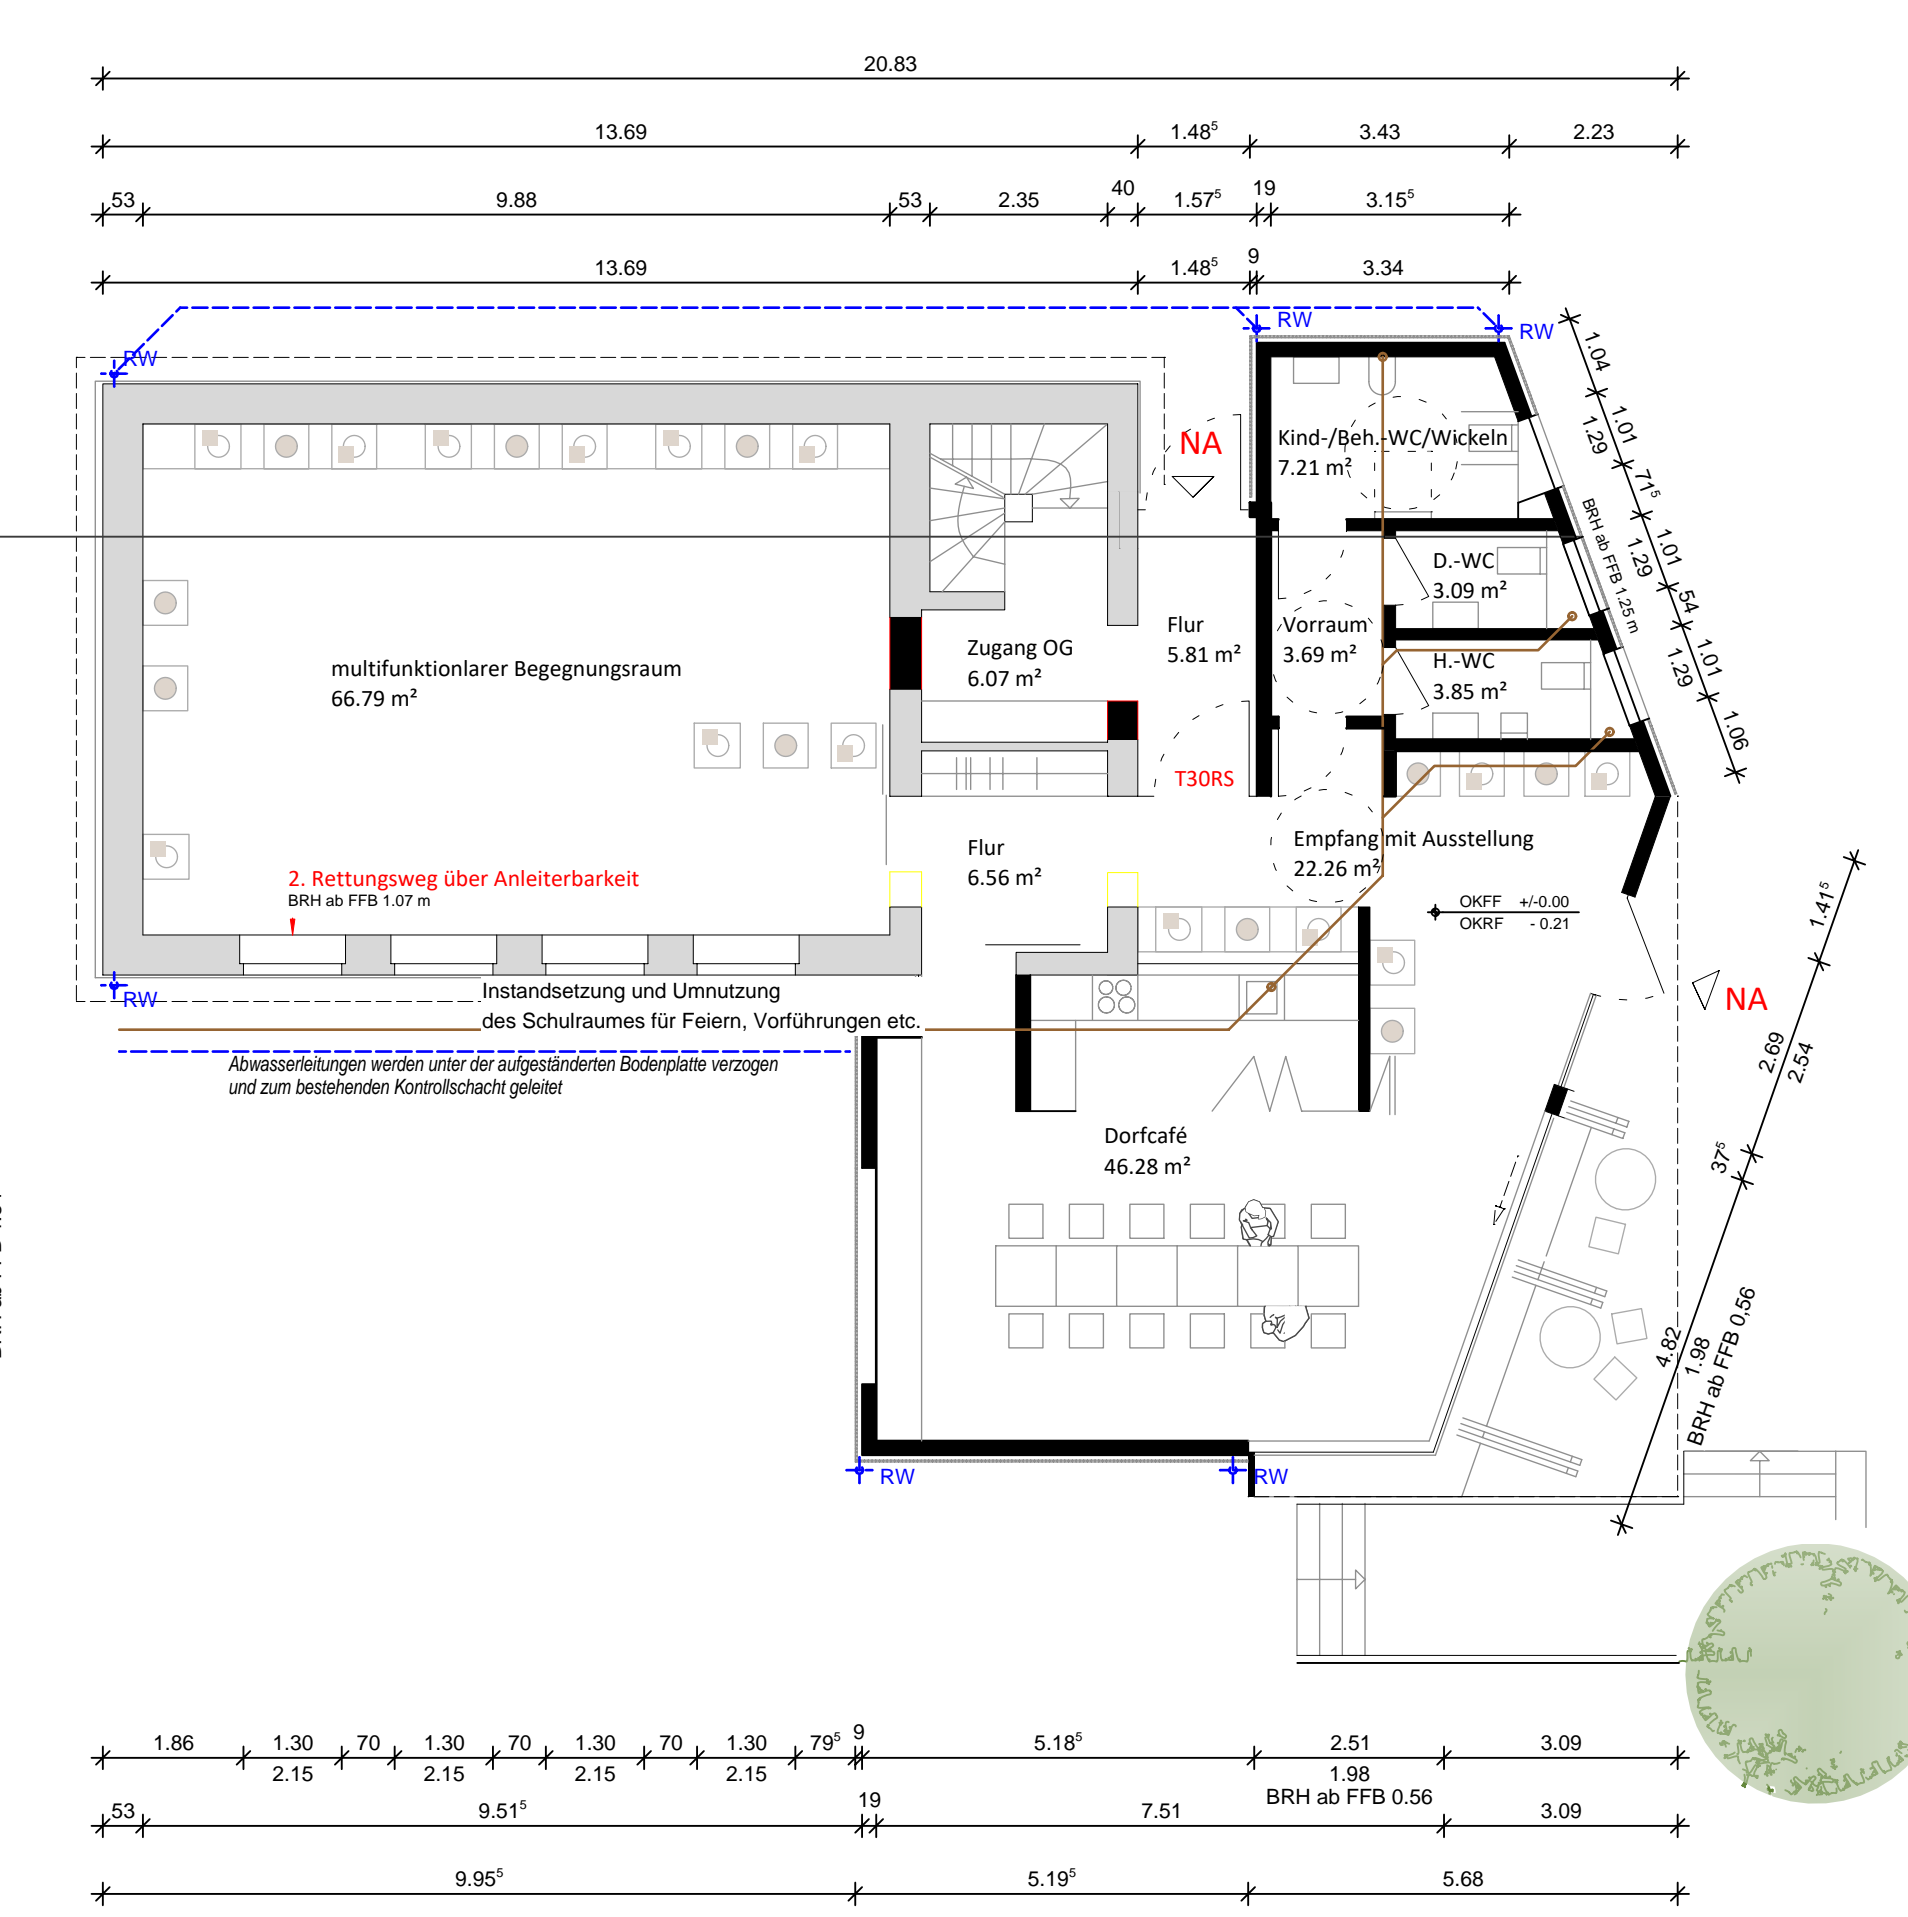 20.83
13.69 1.48⁵ 3.43 2.23
53 9.88 53 2.35 40 1.57⁵ 19 3.15⁵
13.69 1.48⁵ 9 3.34
RW
RW
RW
1.04
1.01
1.29
71⁵
1.01
1.29
54
1.01
1.29
1.06
BRH ab FFB 1.25 m
NA
Kind-/Beh.-WC/Wickeln
7.21 m²
D.-WC
3.09 m²
Flur
5.81 m²
Vorraum
3.69 m²
H.-WC
3.85 m²
Zugang OG
6.07 m²
multifunktionlarer Begegnungsraum
66.79 m²
T30RS
Empfang mit Ausstellung
22.26 m²
Flur
6.56 m²
2. Rettungsweg über Anleiterbarkeit
BRH ab FFB 1.07 m
OKFF +/-0.00
OKRF - 0.21
NA
1.41⁵
2.69
2.54
37⁵
4.82
1.98
BRH ab FFB 0,56
RW
Instandsetzung und Umnutzung
des Schulraumes für Feiern, Vorführungen etc.
Abwasserleitungen werden unter der aufgeständerten Bodenplatte verzogen
und zum bestehenden Kontrollschacht geleitet
Dorfcafé
46.28 m²
RW
RW
1.86 1.30 70 1.30 70 1.30 70 1.30 79⁵ 9 5.18⁵ 2.51 3.09
2.15 2.15 2.15 2.15 1.98
BRH ab FFB 0.56
53 9.51⁵ 19 7.51 3.09
9.95⁵ 5.19⁵ 5.68